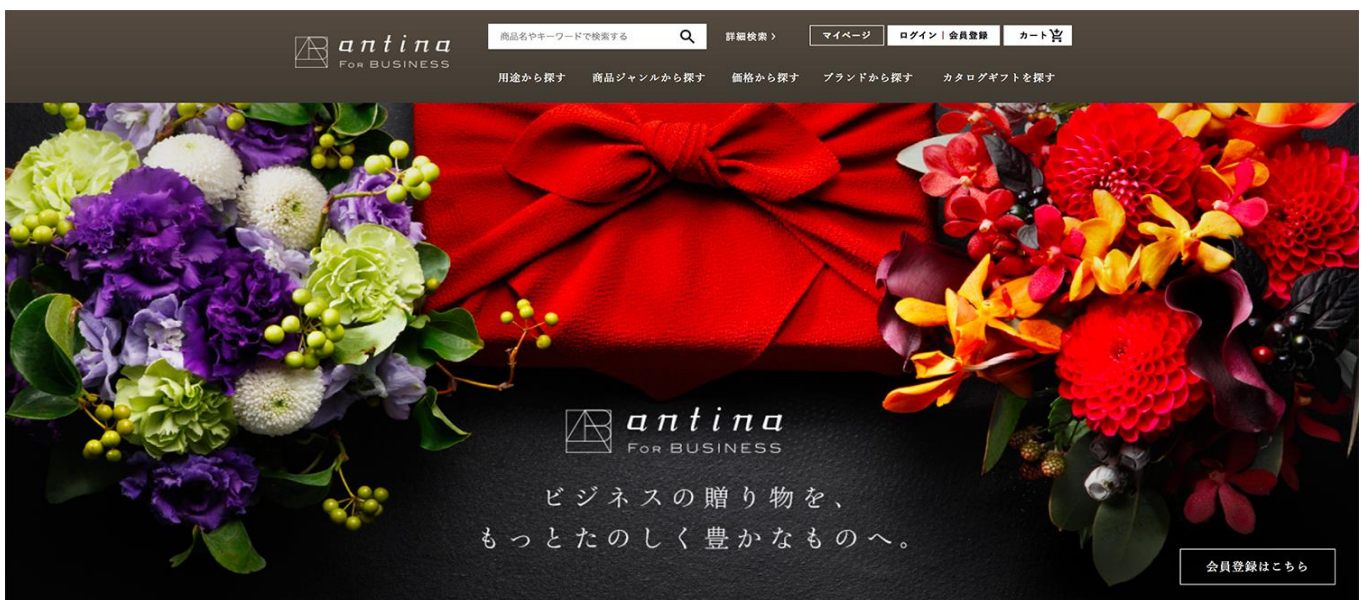 antina
FOR BUSINESS
商品名やキーワードで検索する
詳細検索 >
マイページ
ログイン | 会員登録
カート
用途から探す
商品ジャンルから探す
価格から探す
ブランドから探す
カタログギフトを探す
antina
FOR BUSINESS
ビジネスの贈り物を、
もっとたのしく豊かなものへ。
会員登録はこちら